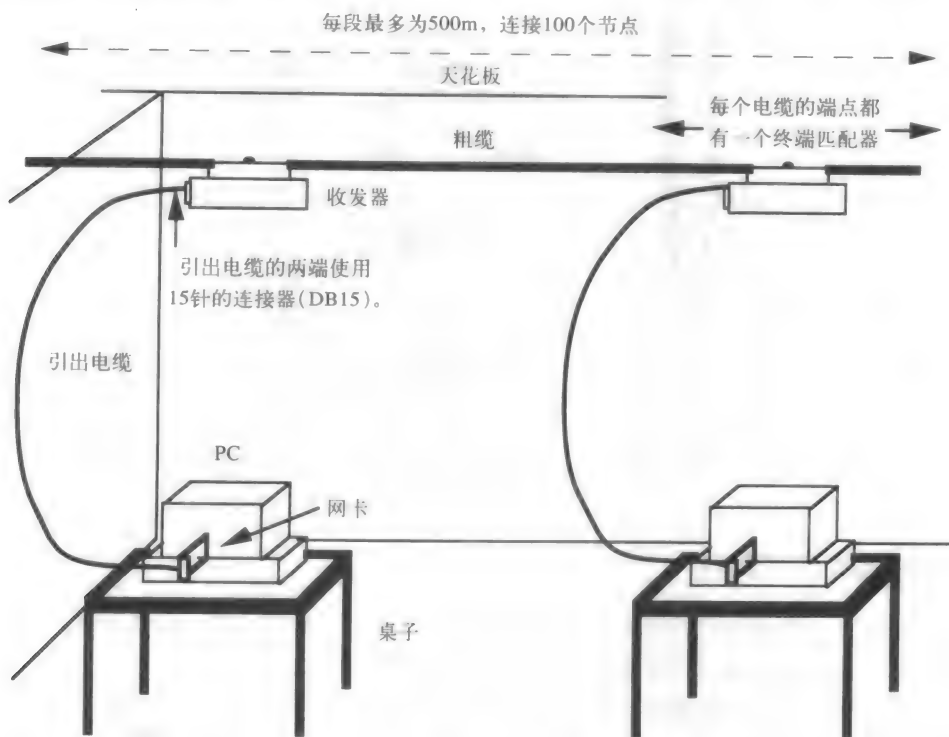 每段最多为500m，连接100个节点
天花板
每个电缆的端点都
有一个终端匹配器
粗缆
收发器
引出电缆的两端使用
15针的连接器(DB15)。
引出电缆
PC
网卡
桌子